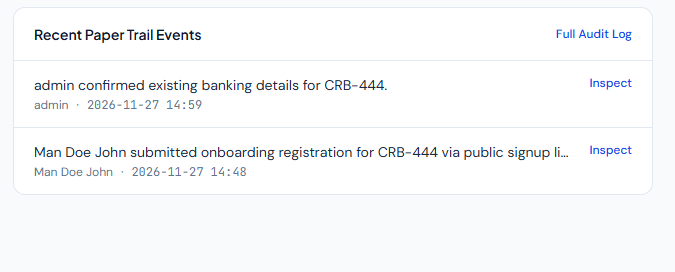 Recent Paper Trail Events
Full Audit Log
admin confirmed existing banking details for CRB-444.
Inspect
admin · 2026-11-27 14:59
Man Doe John submitted onboarding registration for CRB-444 via public signup li…
Inspect
Man Doe John · 2026-11-27 14:48